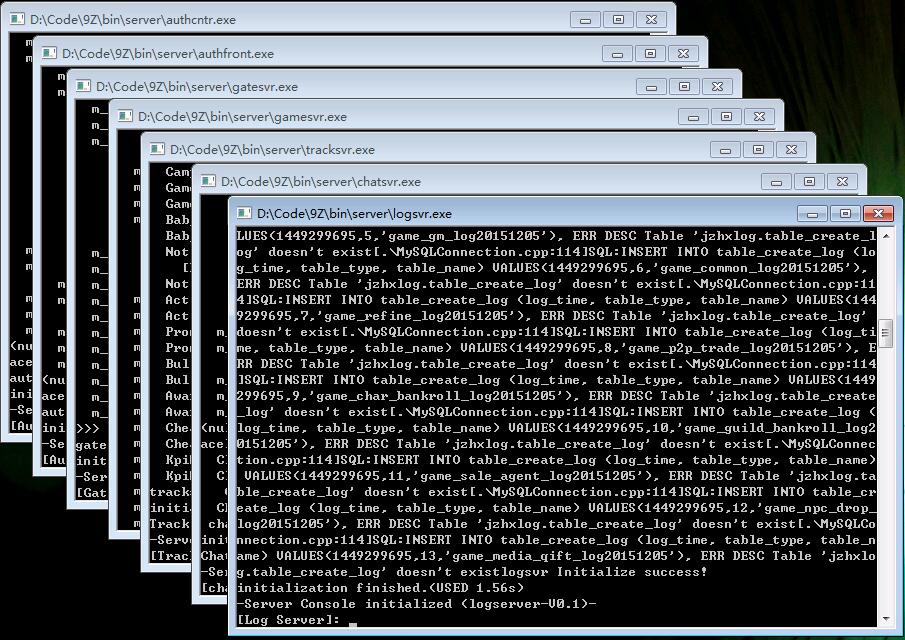 D:\Code\9Z\bin\server\authcntr.exe
D:\Code\9Z\bin\server\authfront.exe
D:\Code\9Z\bin\server\gatesvr.exe
D:\Code\9Z\bin\server\gamesvr.exe
D:\Code\9Z\bin\server\tracksvr.exe
D:\Code\9Z\bin\server\chatsvr.exe
D:\Code\9Z\bin\server\logsvr.exe
LUES(1449299695,5,'game_gm_log20151205'), ERR DESC Table 'jzhxlog.table_create_l
og' doesn't exist[.\MySQLConnection.cpp:114]SQL:INSERT INTO table_create_log (lo
g_time, table_type, table_name) VALUES(1449299695,6,'game_common_log20151205'),
ERR DESC Table 'jzhxlog.table_create_log' doesn't exist[.\MySQLConnection.cpp:11
4]SQL:INSERT INTO table_create_log (log_time, table_type, table_name) VALUES(144
9299695,7,'game_refine_log20151205'), ERR DESC Table 'jzhxlog.table_create_log'
doesn't exist[.\MySQLConnection.cpp:114]SQL:INSERT INTO table_create_log (log_ti
me, table_type, table_name) VALUES(1449299695,8,'game_p2p_trade_log20151205'), E
RR DESC Table 'jzhxlog.table_create_log' doesn't exist[.\MySQLConnection.cpp:114
]SQL:INSERT INTO table_create_log (log_time, table_type, table_name) VALUES(1449
299695,9,'game_char_bankroll_log20151205'), ERR DESC Table 'jzhxlog.table_create
_log' doesn't exist[.\MySQLConnection.cpp:114]SQL:INSERT INTO table_create_log (
log_time, table_type, table_name) VALUES(1449299695,10,'game_guild_bankroll_log2
0151205'), ERR DESC Table 'jzhxlog.table_create_log' doesn't exist[.\MySQLConnec
tion.cpp:114]SQL:INSERT INTO table_create_log (log_time, table_type, table_name)
VALUES(1449299695,11,'game_sale_agent_log20151205'), ERR DESC Table 'jzhxlog.ta
ble_create_log' doesn't exist[.\MySQLConnection.cpp:114]SQL:INSERT INTO table_cr
eate_log (log_time, table_type, table_name) VALUES(1449299695,12,'game_npc_drop_
log20151205'), ERR DESC Table 'jzhxlog.table_create_log' doesn't exist[.\MySQLCo
nnection.cpp:114]SQL:INSERT INTO table_create_log (log_time, table_type, table_n
ame) VALUES(1449299695,13,'game_media_gift_log20151205'), ERR DESC Table 'jzhxlo
g.table_create_log' doesn't existlogsvr Initialize success!
initialization finished.(USED 1.56s)
-Server Console initialized (logserver-V0.1)-
[Log Server]: